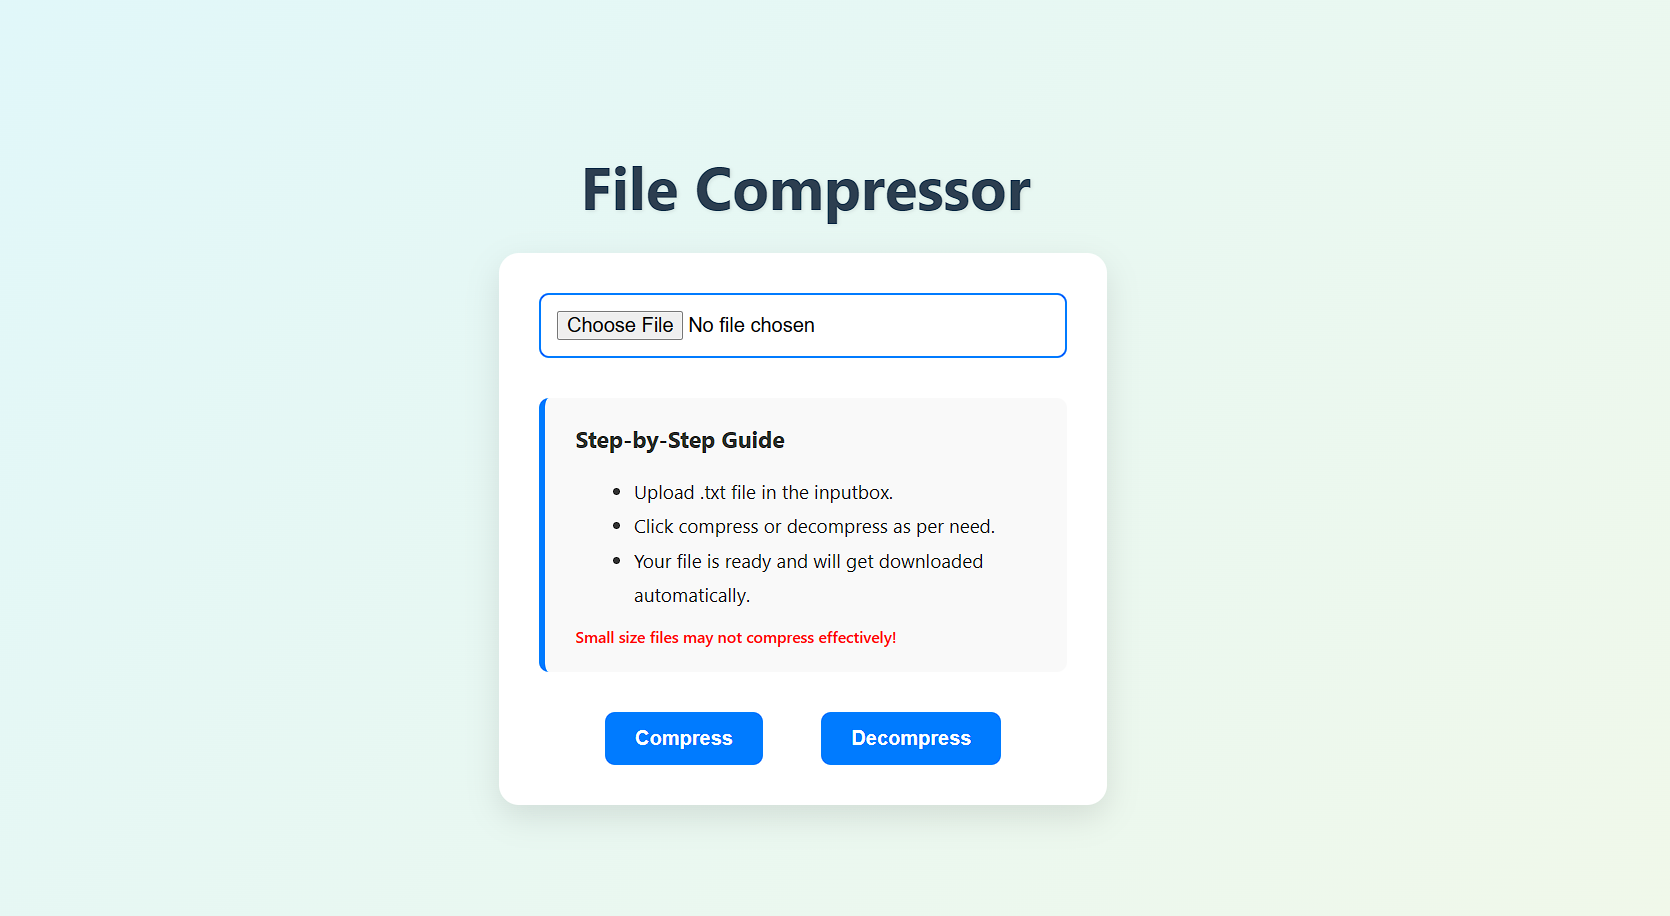 File Compressor
Choose File No file chosen
Step-by-Step Guide
Upload .txt file in the inputbox.
Click compress or decompress as per need.
Your file is ready and will get downloaded
automatically.
Small size files may not compress effectively!
Compress Decompress